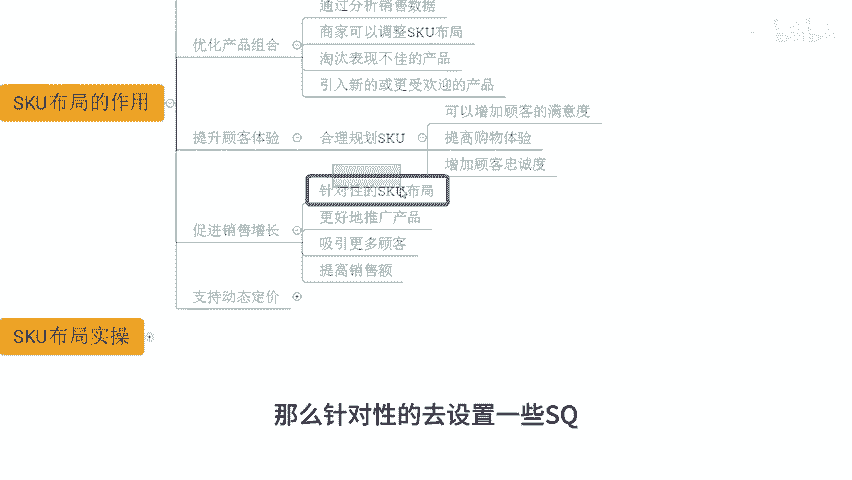 通过分析销售数据
优化产品组合
商家可以调整SKU布局
淘汰表现不佳的产品
引入新的或更受欢迎的产品
SKU布局的作用
提升顾客体验
合理规划SKU
可以增加顾客的满意度
提高购物体验
增加顾客忠诚度
促进销售增长
针对性的SKU布局
更好地推广产品
吸引更多顾客
提高销售额
支持动态定价
SKU布局实操
那么针对性的去设置一些SQ